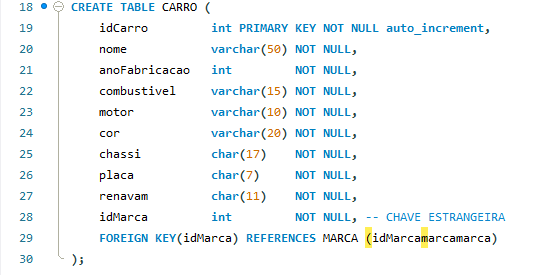 18 CREATE TABLE CARRO (
19 idCarro int PRIMARY KEY NOT NULL auto_increment,
20 nome varchar(50) NOT NULL,
21 anoFabricacao int NOT NULL,
22 combustivel varchar(15) NOT NULL,
23 motor varchar(10) NOT NULL,
24 cor varchar(20) NOT NULL,
25 chassi char(17) NOT NULL,
26 placa char(7) NOT NULL,
27 renavam char(11) NOT NULL,
28 idMarca int NOT NULL, -- CHAVE ESTRANGEIRA
29 FOREIGN KEY(idMarca) REFERENCES MARCA (idMarcamarcamarca)
30 );